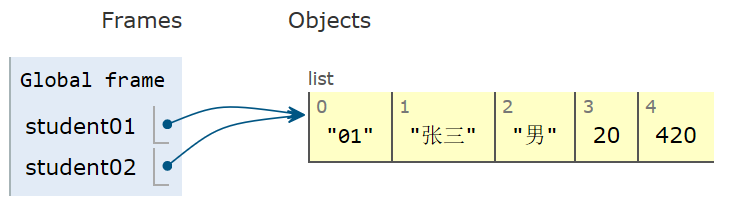 Frames Objects
Global frame
list
student01
student02
0 1 2 3 4
"01" "张三" "男" 20 420